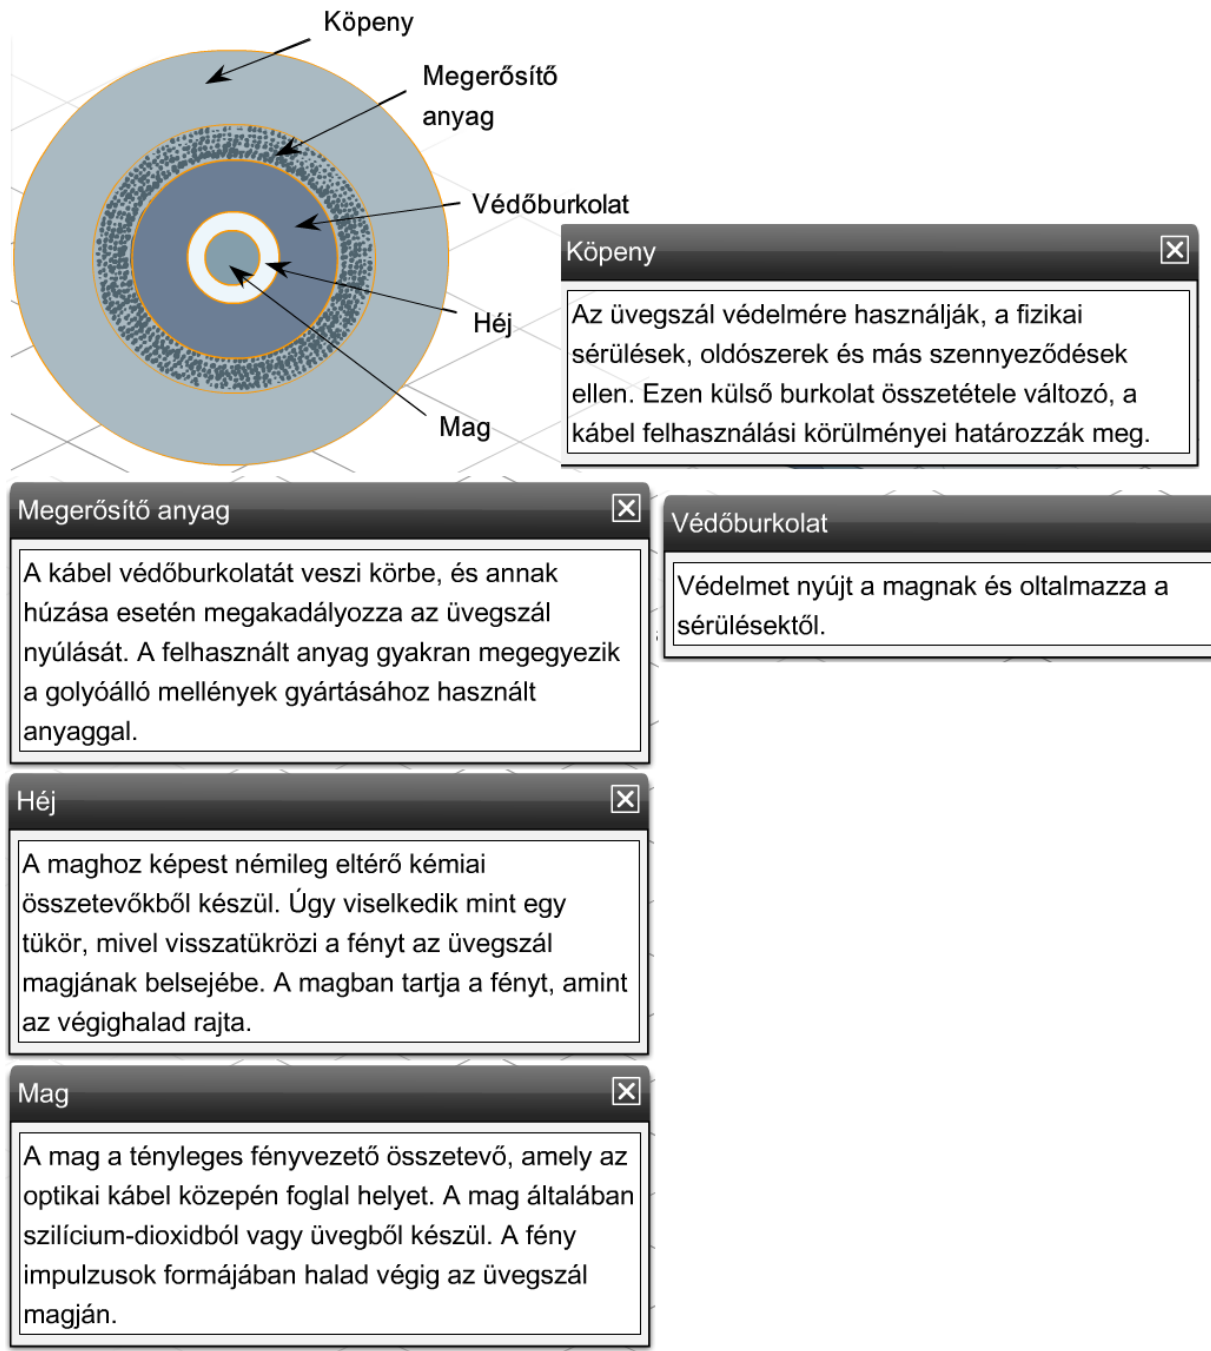 Köpeny
Megerősítő
anyag
Védőburkolat
Héj
Mag
Köpeny
Az üvegszál védelmére használják, a fizikai
sérülések, oldószerek és más szennyeződések
ellen. Ezen külső burkolat összetétele változó, a
kábel felhasználási körülményei határozzák meg.
Megerősítő anyag
A kábel védőburkolatát veszi körbe, és annak
húzása esetén megakadályozza az üvegszál
nyúlását. A felhasznált anyag gyakran megegyezik
a golyóálló mellények gyártásához használt
anyaggal.
Védőburkolat
Védelmet nyújt a magnak és oltalmazza a
sérülésektől.
Héj
A maghoz képest némileg eltérő kémiai
összetevőkből készül. Úgy viselkedik mint egy
tükör, mivel visszatükrözi a fényt az üvegszál
magjának belsejébe. A magban tartja a fényt, amint
az végighalad rajta.
Mag
A mag a tényleges fényvezető összetevő, amely az
optikai kábel közepén foglal helyet. A mag általában
szilícium-dioxidból vagy üvegből készül. A fény
impulzusok formájában halad végig az üvegszál
magján.